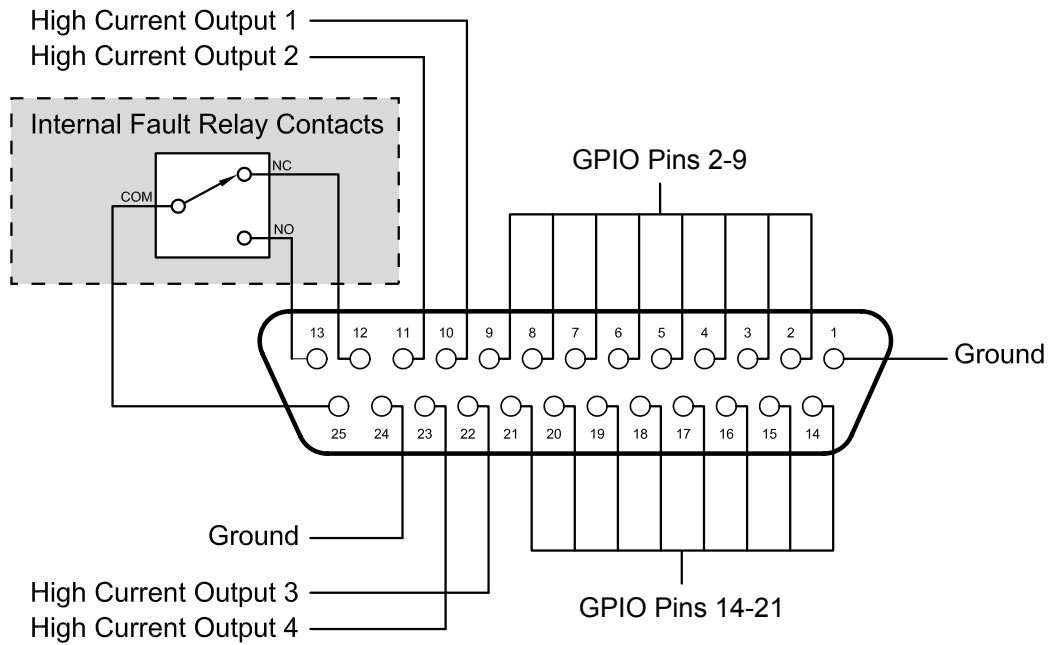 High Current Output 1
High Current Output 2
Internal Fault Relay Contacts
NC
COM
NO
GPIO Pins 2-9
13 12 11 10 9 8 7 6 5 4 3 2 1
Ground
25 24 23 22 21 20 19 18 17 16 15 14
Ground
High Current Output 3
High Current Output 4
GPIO Pins 14-21